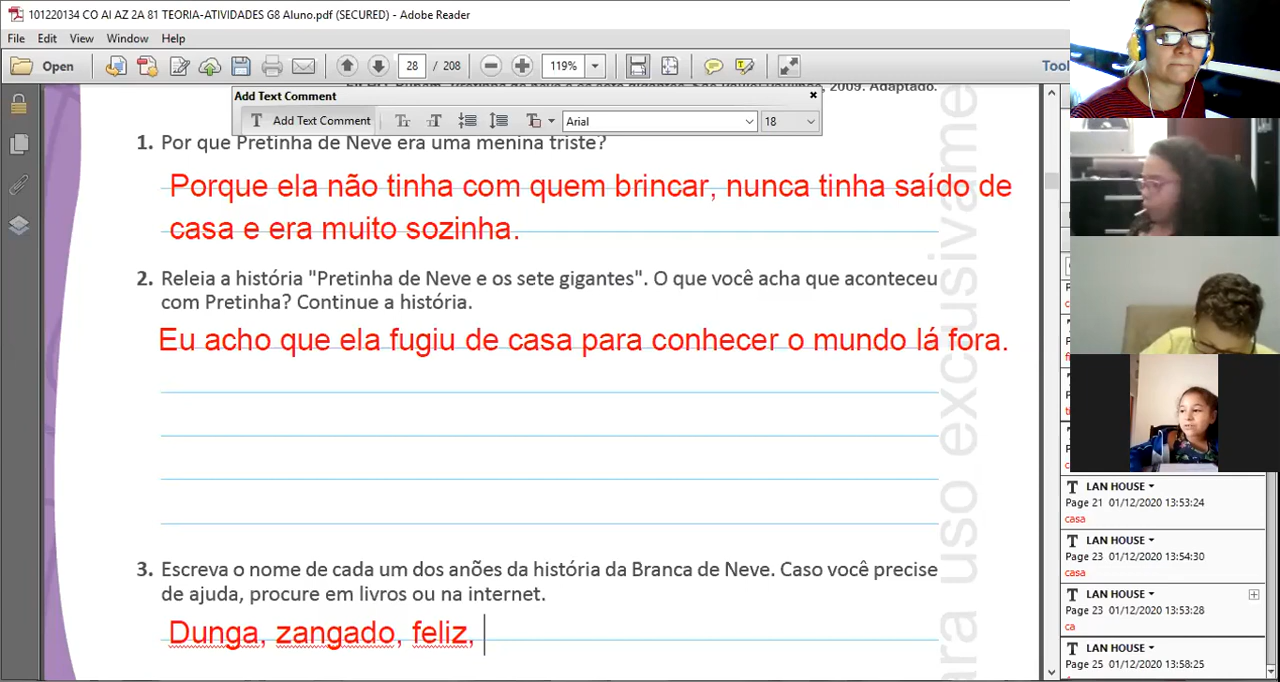 101220134 CO AI AZ 2A 81 TEORIA-ATIVIDADES G8 Aluno.pdf (SECURED) - Adobe Reader
File Edit View Window Help
Open 28 / 208 119% Tool
Add Text Comment
2009. Adaptado.
Add Text Comment Arial 18
1. Por que Pretinha de Neve era uma menina triste?
Porque ela não tinha com quem brincar, nunca tinha saído de
casa e era muito sozinha.
2. Releia a história "Pretinha de Neve e os sete gigantes". O que você acha que aconteceu
com Pretinha? Continue a história.
Eu acho que ela fugiu de casa para conhecer o mundo lá fora.
3. Escreva o nome de cada um dos anões da história da Branca de Neve. Caso você precise
de ajuda, procure em livros ou na internet.
Dunga, zangado, feliz,
ara uso excusivame
LAN HOUSE
Page 21 01/12/2020 13:53:24
casa
LAN HOUSE
Page 23 01/12/2020 13:54:30
casa
LAN HOUSE
Page 23 01/12/2020 13:53:28
ca
LAN HOUSE
Page 25 01/12/2020 13:58:25